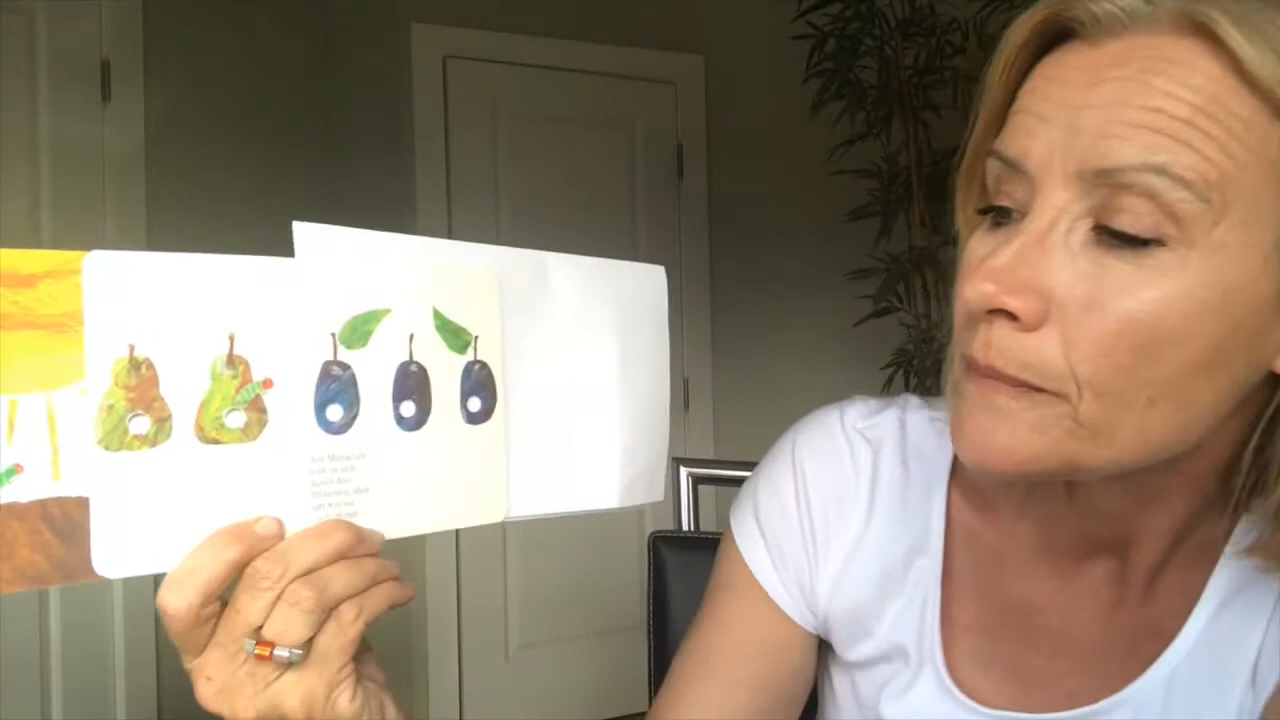 Am Mittwoch
fraß sie sich
durch drei
Pflaumen, aber
satt war sie